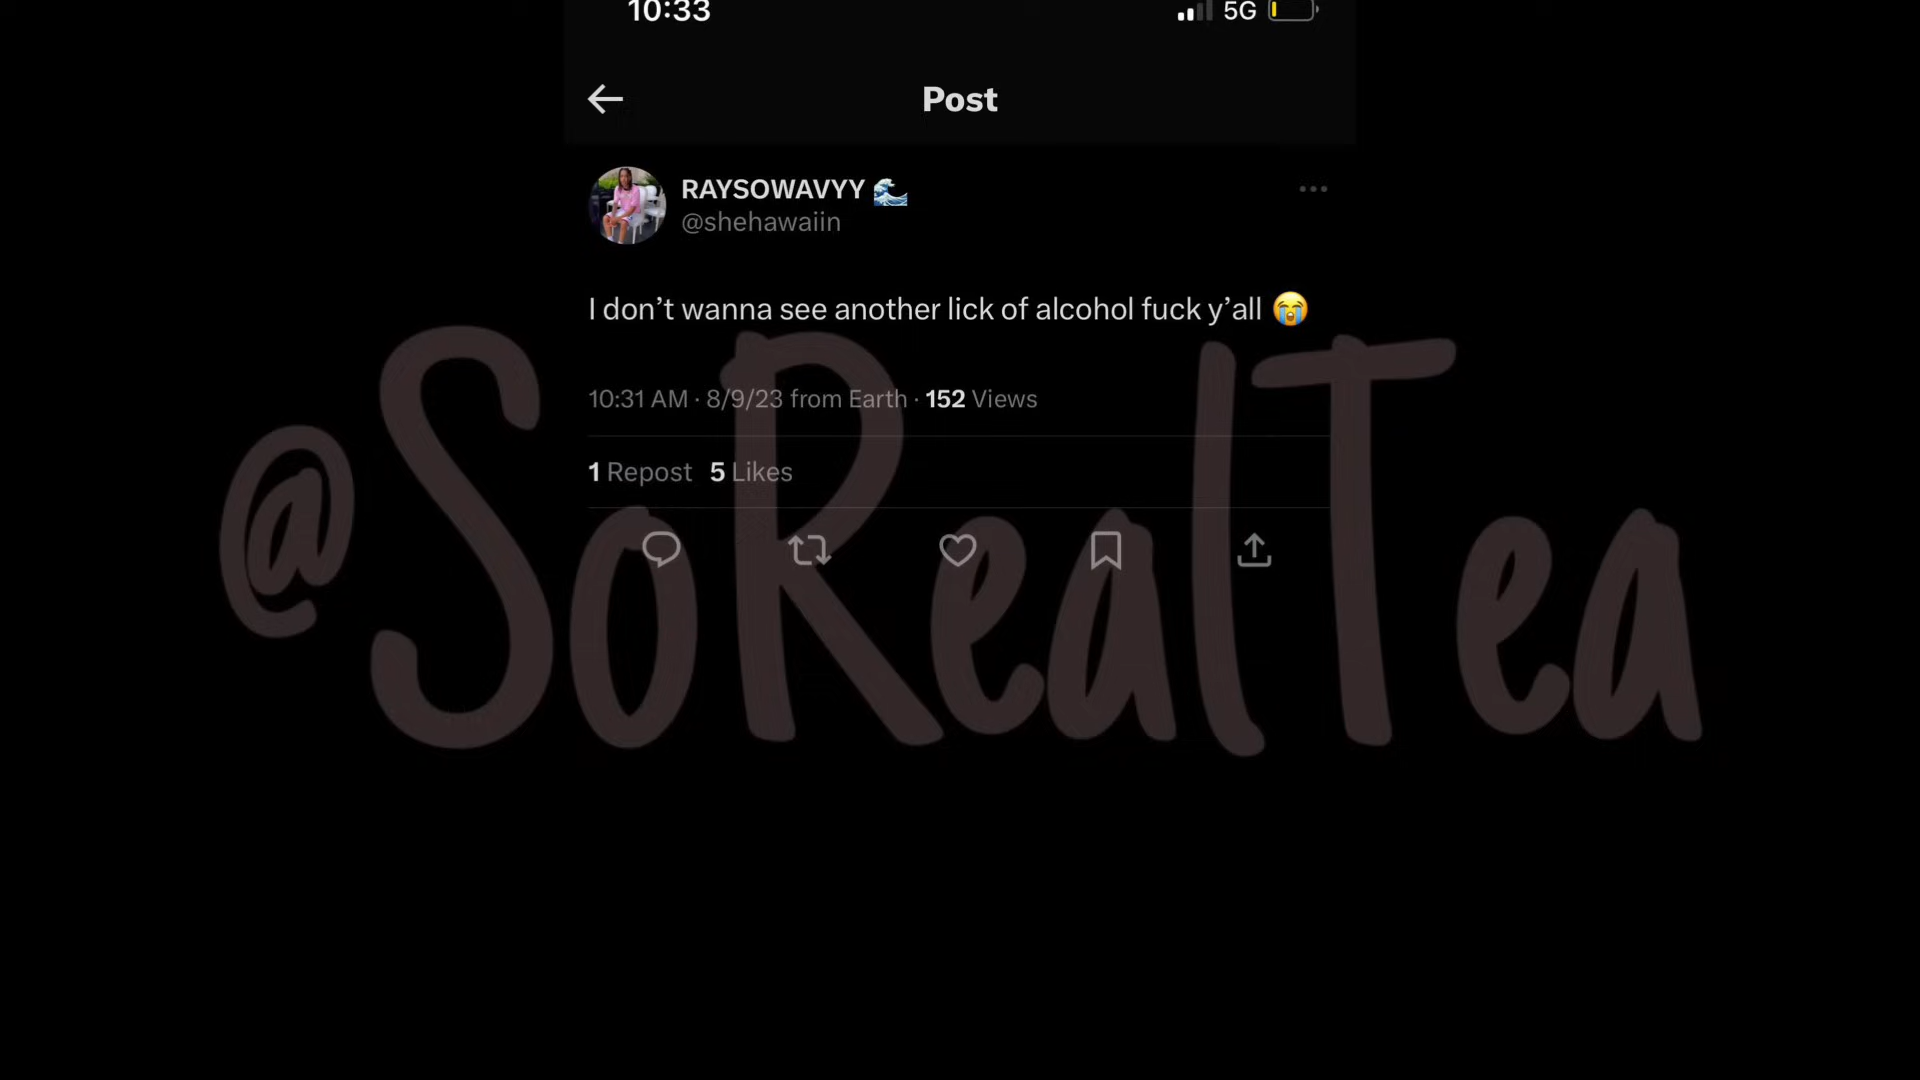 10:33 5G
Post
RAYSOWAVYY 🌊
@shehawaiin
I don’t wanna see another lick of alcohol fuck y’all 😭
10:31 AM · 8/9/23 from Earth · 152 Views
1 Repost 5 Likes
@SoRealTea